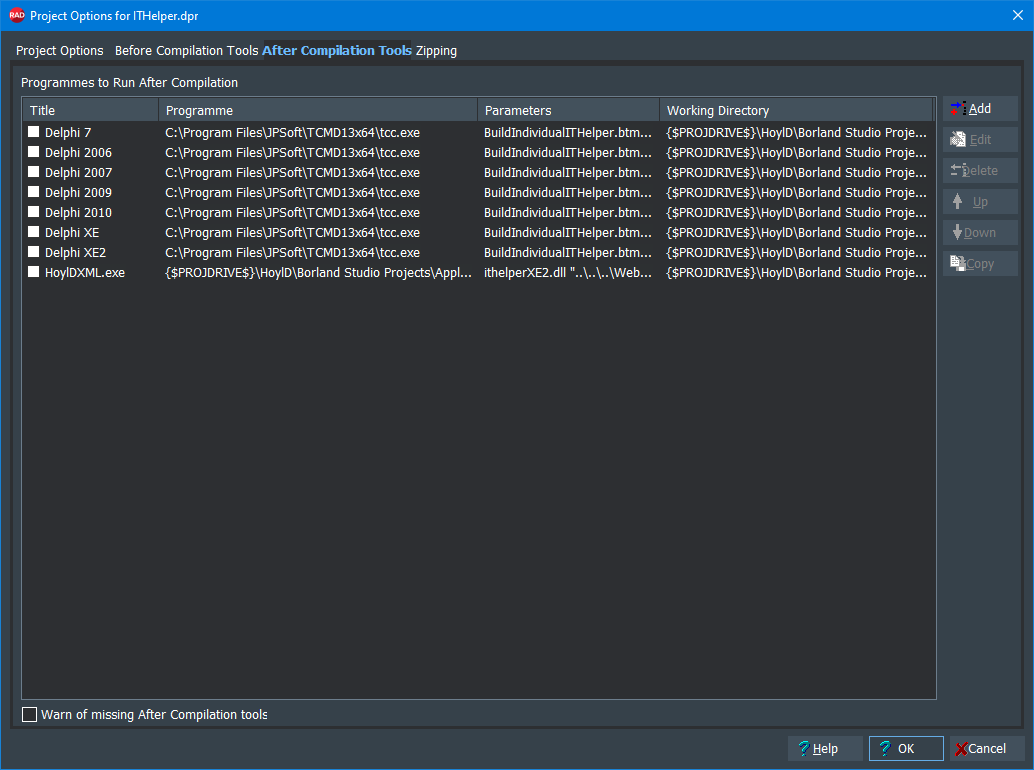 RAD Project Options for ITHelper.dpr
Project Options Before Compilation Tools After Compilation Tools Zipping
Programmes to Run After Compilation
Title Programme Parameters Working Directory
Delphi 7 C:\Program Files\JPSoft\TCMD13x64\tcc.exe BuildIndividualITHelper.btm... {$PROJDRIVE$}\HoylD\Borland Studio Proje...
Delphi 2006 C:\Program Files\JPSoft\TCMD13x64\tcc.exe BuildIndividualITHelper.btm... {$PROJDRIVE$}\HoylD\Borland Studio Proje...
Delphi 2007 C:\Program Files\JPSoft\TCMD13x64\tcc.exe BuildIndividualITHelper.btm... {$PROJDRIVE$}\HoylD\Borland Studio Proje...
Delphi 2009 C:\Program Files\JPSoft\TCMD13x64\tcc.exe BuildIndividualITHelper.btm... {$PROJDRIVE$}\HoylD\Borland Studio Proje...
Delphi 2010 C:\Program Files\JPSoft\TCMD13x64\tcc.exe BuildIndividualITHelper.btm... {$PROJDRIVE$}\HoylD\Borland Studio Proje...
Delphi XE C:\Program Files\JPSoft\TCMD13x64\tcc.exe BuildIndividualITHelper.btm... {$PROJDRIVE$}\HoylD\Borland Studio Proje...
Delphi XE2 C:\Program Files\JPSoft\TCMD13x64\tcc.exe BuildIndividualITHelper.btm... {$PROJDRIVE$}\HoylD\Borland Studio Proje...
HoylDXML.exe {$PROJDRIVE$}\HoylD\Borland Studio Projects\Appl... ithelperXE2.dll "..\..\..\Web... {$PROJDRIVE$}\HoylD\Borland Studio Proje...
Add
Edit
Delete
Up
Down
Copy
Warn of missing After Compilation tools
Help OK Cancel